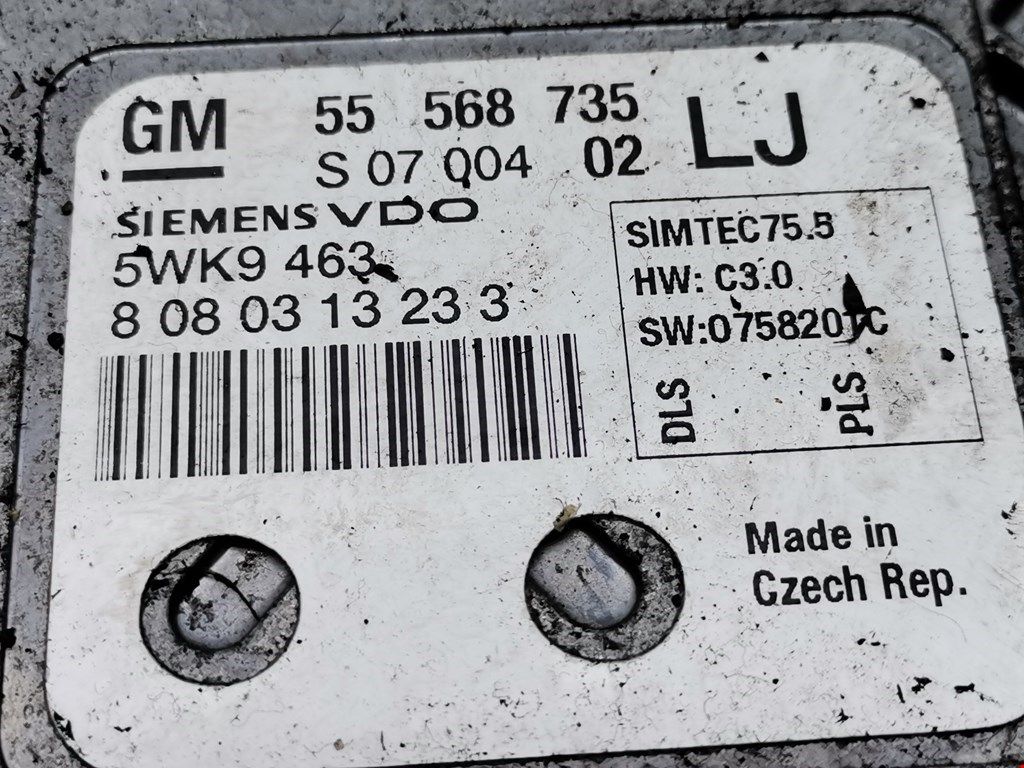 GM 55 568 735 LJ
S 07 004 02
SIEMENS VDO
5WK9 463
8 08 03 13 23 3
SIMTEC75.5
HW: C3.0
SW:0758201C
DLS
PLS
Made in
Czech Rep.